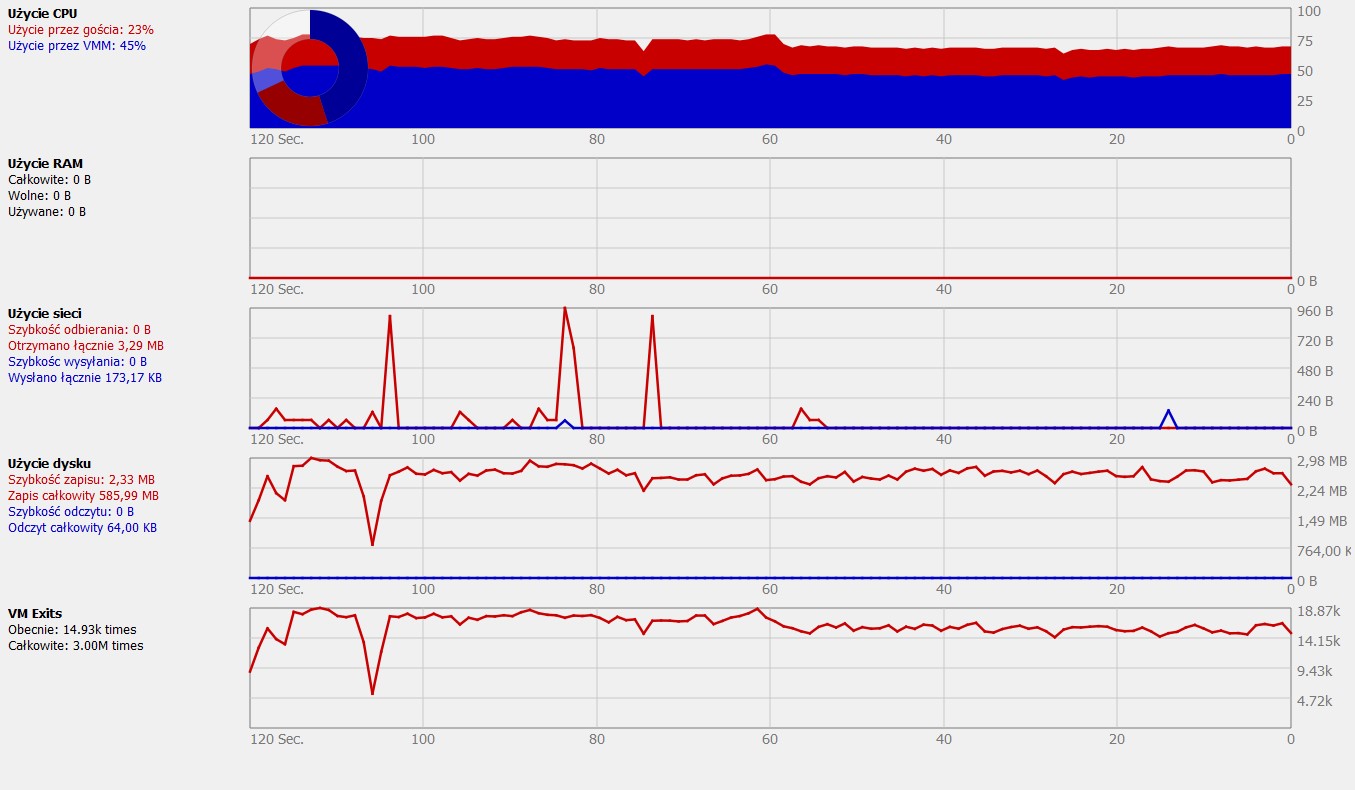 Użycie CPU
Użycie przez gościa: 23%
Użycie przez VMM: 45%
100
75
50
25
0
120 Sec.
100
80
60
40
20
0
Użycie RAM
Całkowite: 0 B
Wolne: 0 B
Używane: 0 B
0 B
120 Sec.
100
80
60
40
20
0
Użycie sieci
Szybkość odbierania: 0 B
Otrzymano łącznie 3,29 MB
Szybkośc wysyłania: 0 B
Wysłano łącznie 173,17 KB
960 B
720 B
480 B
240 B
0 B
120 Sec.
100
80
60
40
20
0
Użycie dysku
Szybkość zapisu: 2,33 MB
Zapis całkowity 585,99 MB
Szybkość odczytu: 0 B
Odczyt całkowity 64,00 KB
2,98 MB
2,24 MB
1,49 MB
764,00 K
0 B
120 Sec.
100
80
60
40
20
0
VM Exits
Obecnie: 14.93k times
Całkowite: 3.00M times
18.87k
14.15k
9.43k
4.72k
120 Sec.
100
80
60
40
20
0